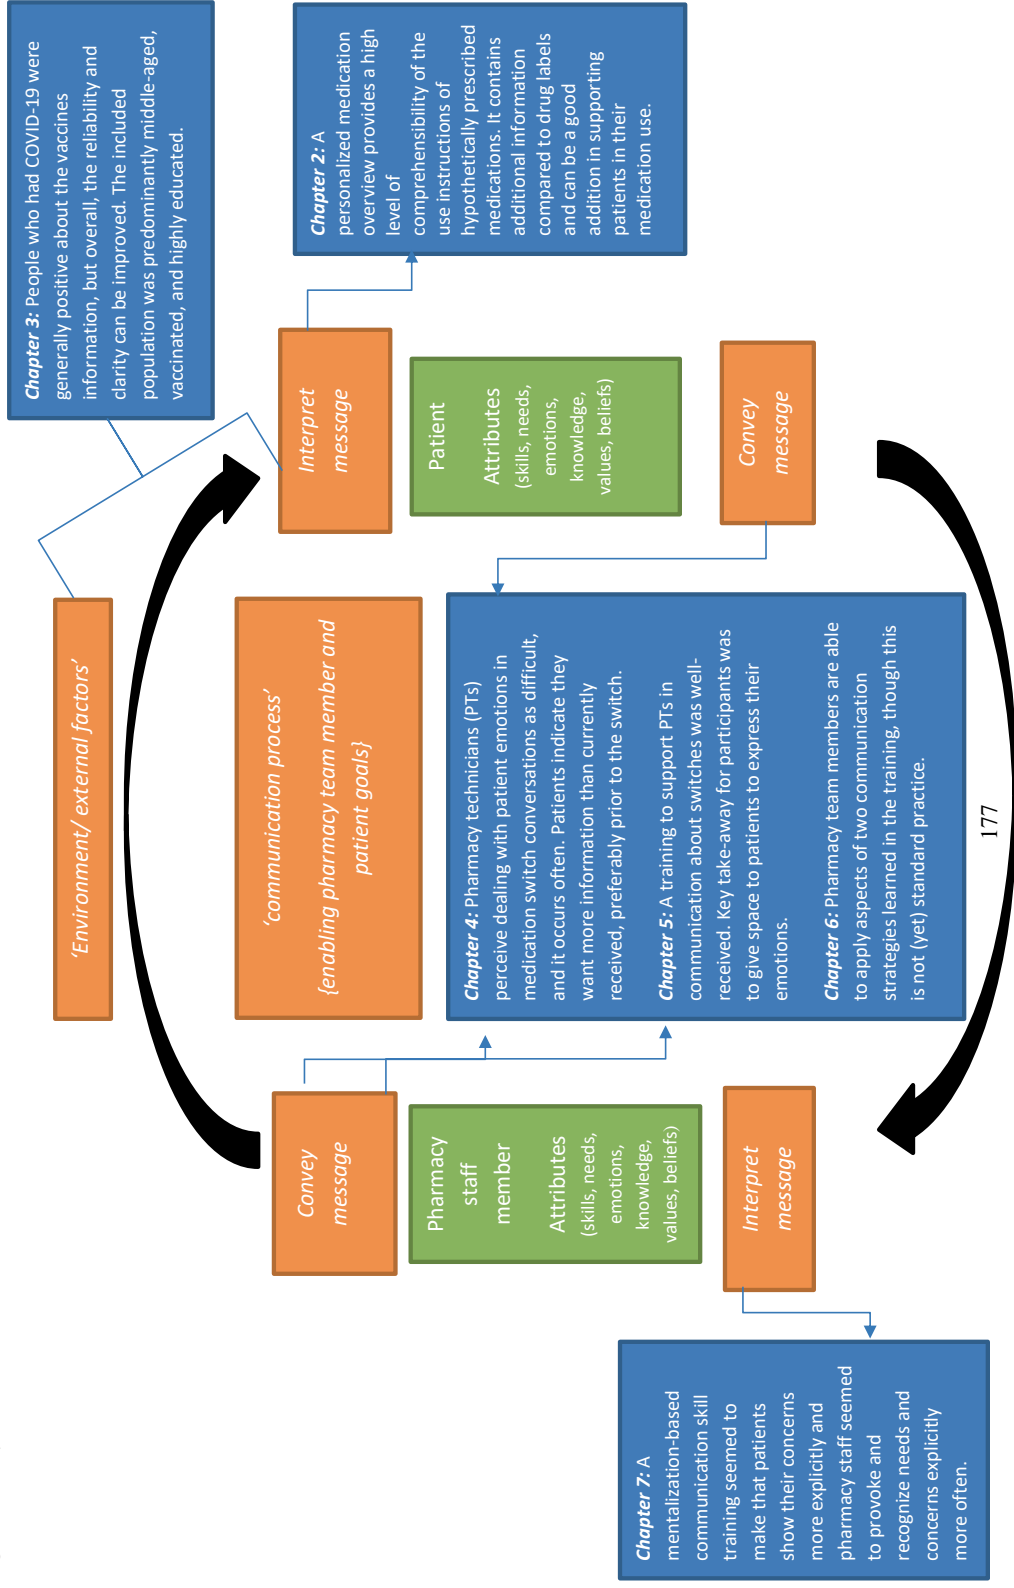 'Environment/ external factors'
Chapter 3: People who had COVID-19 were
generally positive about the vaccines
information, but overall, the reliability and
clarity can be improved. The included
population was predominantly middle-aged,
vaccinated, and highly educated.
Convey
message
'communication process'
{enabling pharmacy team member and
patient goals}
Interpret
message
Chapter 2: A
personalized medication
overview provides a high
level of
comprehensibility of the
use instructions of
hypothetically prescribed
medications. It contains
additional information
compared to drug labels
and can be a good
addition in supporting
patients in their
medication use.
Pharmacy
staff
member
Attributes
(skills, needs,
emotions,
knowledge,
values, beliefs)
Patient
Attributes
(skills, needs,
emotions,
knowledge,
values, beliefs)
Chapter 4: Pharmacy technicians (PTs)
perceive dealing with patient emotions in
medication switch conversations as difficult,
and it occurs often. Patients indicate they
want more information than currently
received, preferably prior to the switch.
Chapter 5: A training to support PTs in
communication about switches was well-
received. Key take-away for participants was
to give space to patients to express their
emotions.
Chapter 6: Pharmacy team members are able
to apply aspects of two communication
strategies learned in the training, though this
is not (yet) standard practice.
Chapter 7: A
mentalization-based
communication skill
training seemed to
make that patients
show their concerns
more explicitly and
pharmacy staff seemed
to provoke and
recognize needs and
concerns explicitly
more often.
Interpret
message
Convey
message
177